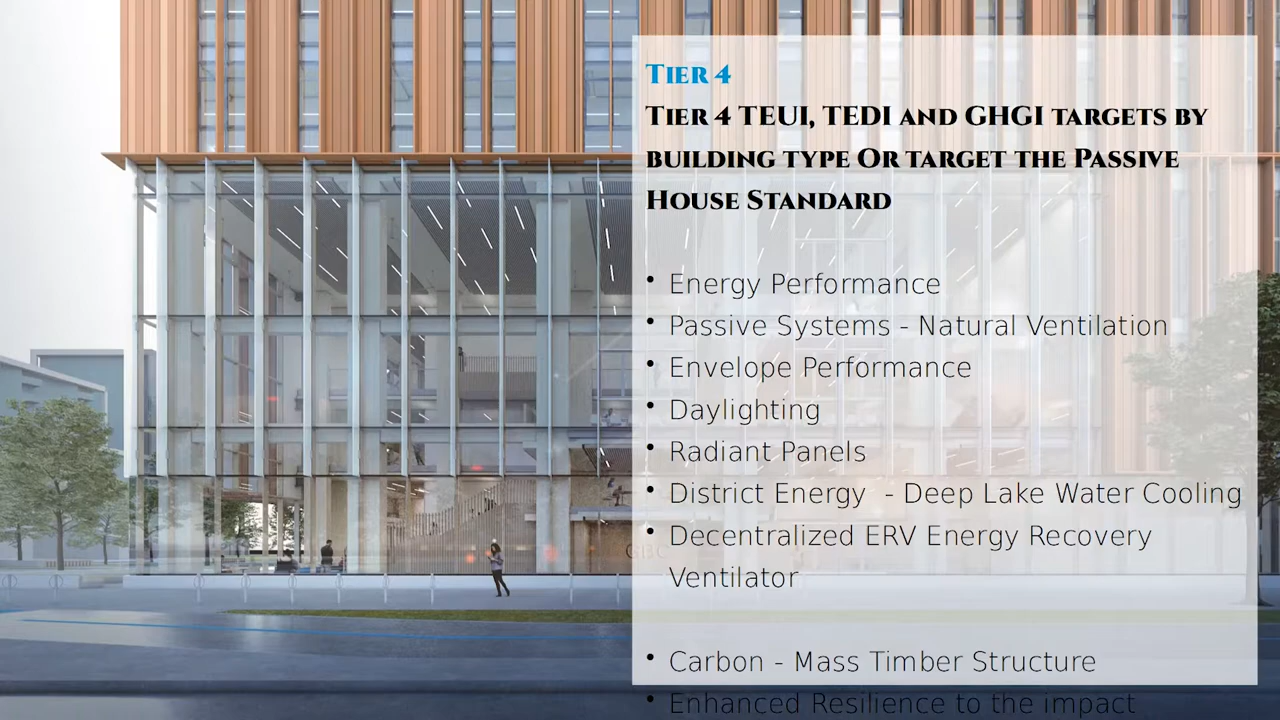 Tier 4
Tier 4 TEUI, TEDI and GHGI targets by
building type Or target the Passive
House Standard
• Energy Performance
• Passive Systems - Natural Ventilation
• Envelope Performance
• Daylighting
• Radiant Panels
• District Energy  - Deep Lake Water Cooling
• Decentralized ERV Energy Recovery
Ventilator
• Carbon - Mass Timber Structure
• Enhanced Resilience to the impact
GBC